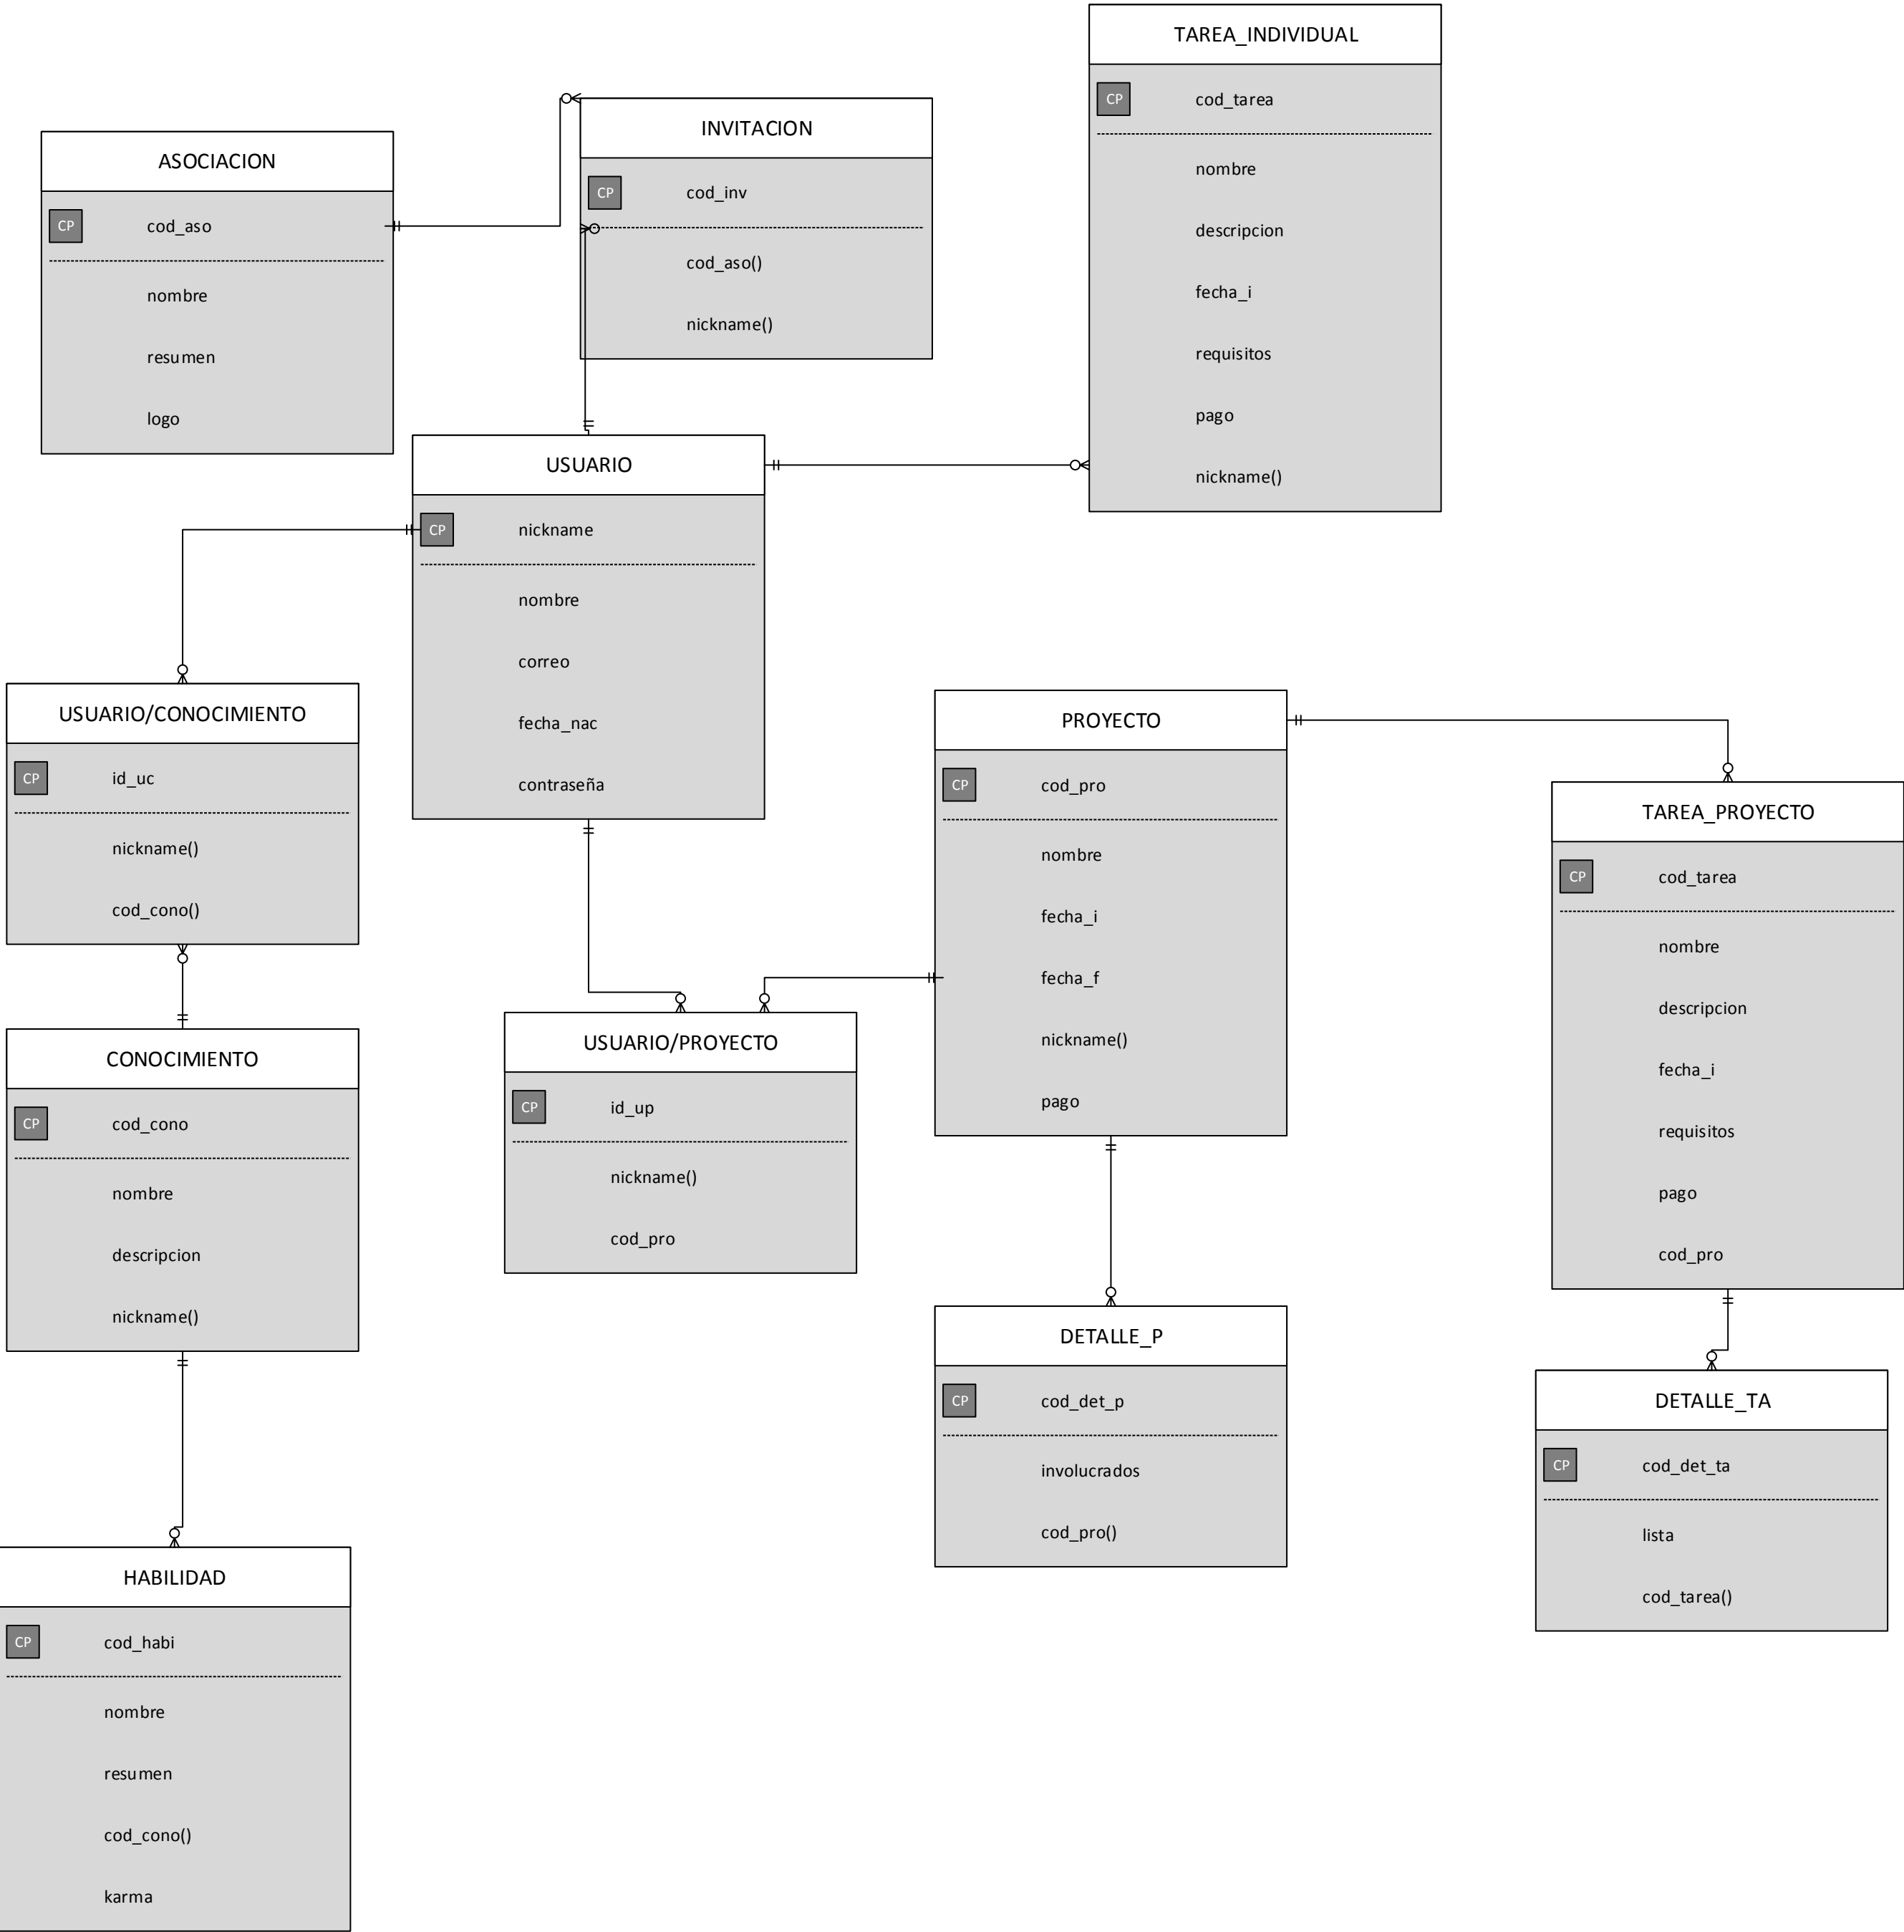 TAREA_INDIVIDUAL
CP cod_tarea
nombre
descripcion
fecha_i
requisitos
pago
nickname()
INVITACION
CP cod_inv
cod_aso()
nickname()
ASOCIACION
CP cod_aso
nombre
resumen
logo
USUARIO
CP nickname
nombre
correo
fecha_nac
contraseña
USUARIO/CONOCIMIENTO
CP id_uc
nickname()
cod_cono()
PROYECTO
CP cod_pro
nombre
fecha_i
fecha_f
nickname()
pago
TAREA_PROYECTO
CP cod_tarea
nombre
descripcion
fecha_i
requisitos
pago
cod_pro
USUARIO/PROYECTO
CP id_up
nickname()
cod_pro
CONOCIMIENTO
CP cod_cono
nombre
descripcion
nickname()
DETALLE_P
CP cod_det_p
involucrados
cod_pro()
DETALLE_TA
CP cod_det_ta
lista
cod_tarea()
HABILIDAD
CP cod_habi
nombre
resumen
cod_cono()
karma